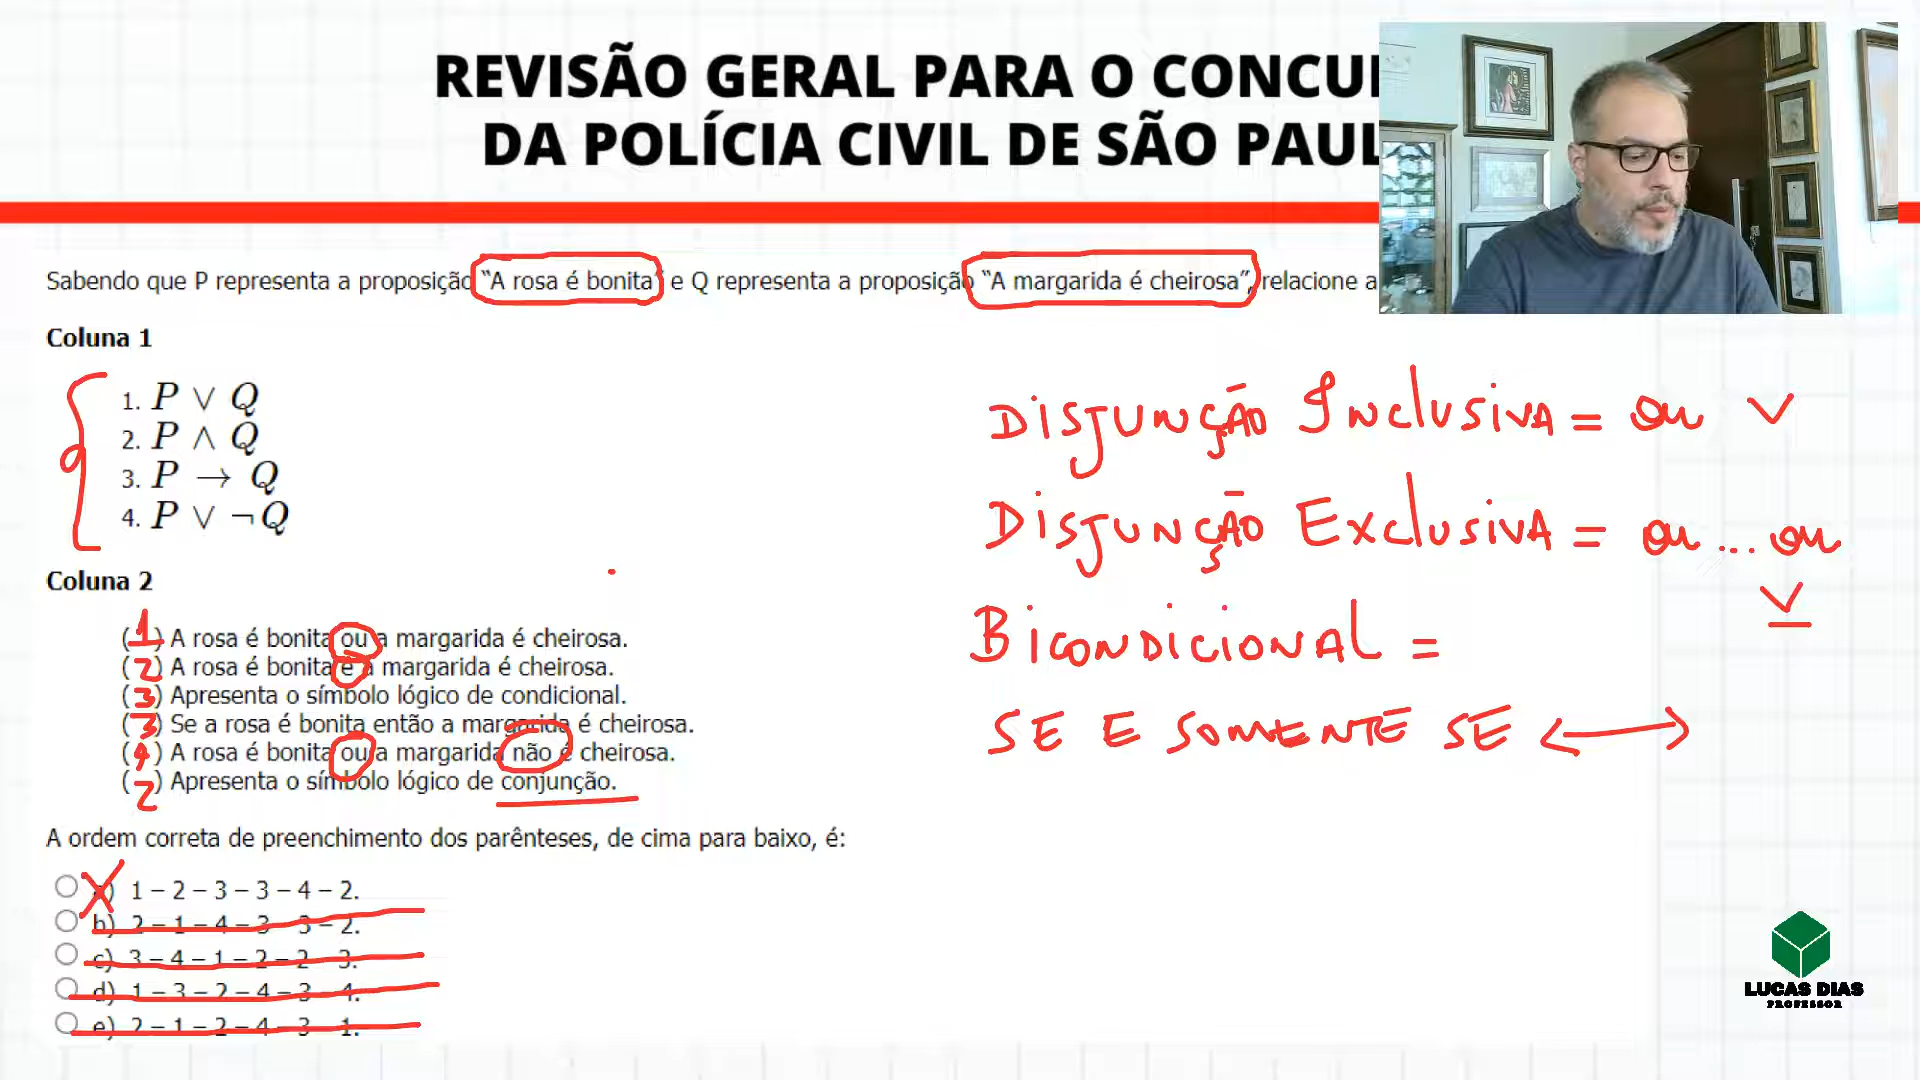 REVISÃO GERAL PARA O CONCU
DA POLÍCIA CIVIL DE SÃO PAUL
Sabendo que P representa a proposição “A rosa é bonita” e Q representa a proposição “A margarida é cheirosa”, relacione a
Coluna 1
1. P ∨ Q
2. P ∧ Q
3. P → Q
4. P ∨ ¬Q
Coluna 2
(1) A rosa é bonita ou a margarida é cheirosa.
(2) A rosa é bonita e a margarida é cheirosa.
(3) Apresenta o símbolo lógico de condicional.
(3) Se a rosa é bonita então a margarida é cheirosa.
(4) A rosa é bonita ou a margarida não é cheirosa.
(2) Apresenta o símbolo lógico de conjunção.
A ordem correta de preenchimento dos parênteses, de cima para baixo, é:
a) 1 – 2 – 3 – 3 – 4 – 2.
b) 2 – 1 – 4 – 3 – 3 – 2.
c) 3 – 4 – 1 – 2 – 2 – 3.
d) 1 – 3 – 2 – 4 – 3 – 4.
e) 2 – 1 – 2 – 4 – 3 – 1.
DISJUNÇÃO INCLUSIVA = ou ∨
DISJUNÇÃO EXCLUSIVA = ou ... ou
⊻
BICONDICIONAL =
SE E SOMENTE SE ↔
LUCAS DIAS
PROFESSOR